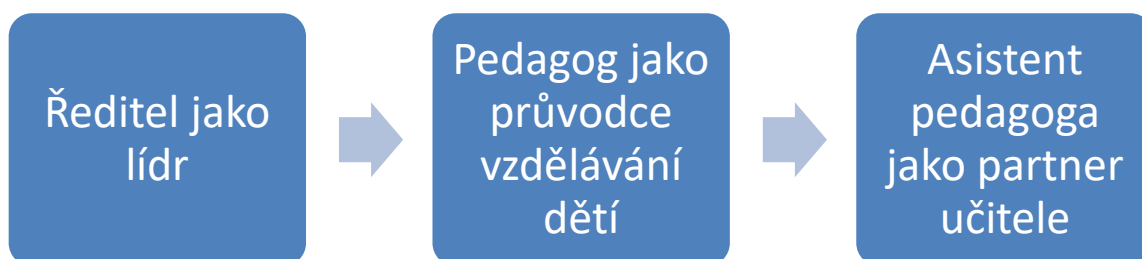 Ředitel jako
lídr
Pedagog jako
průvodce
vzdělávání
dětí
Asistent
pedagoga
jako partner
učitele